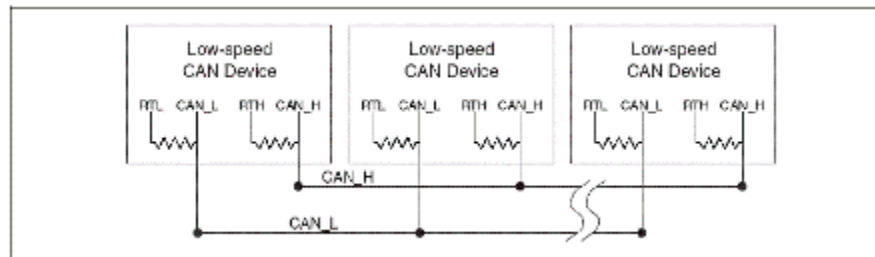 Low-speed
CAN Device
Low-speed
CAN Device
Low-speed
CAN Device
RTL CAN_L RTH CAN_H
RTL CAN_L RTH CAN_H
RTL CAN_L RTH CAN_H
CAN_H
CAN_L